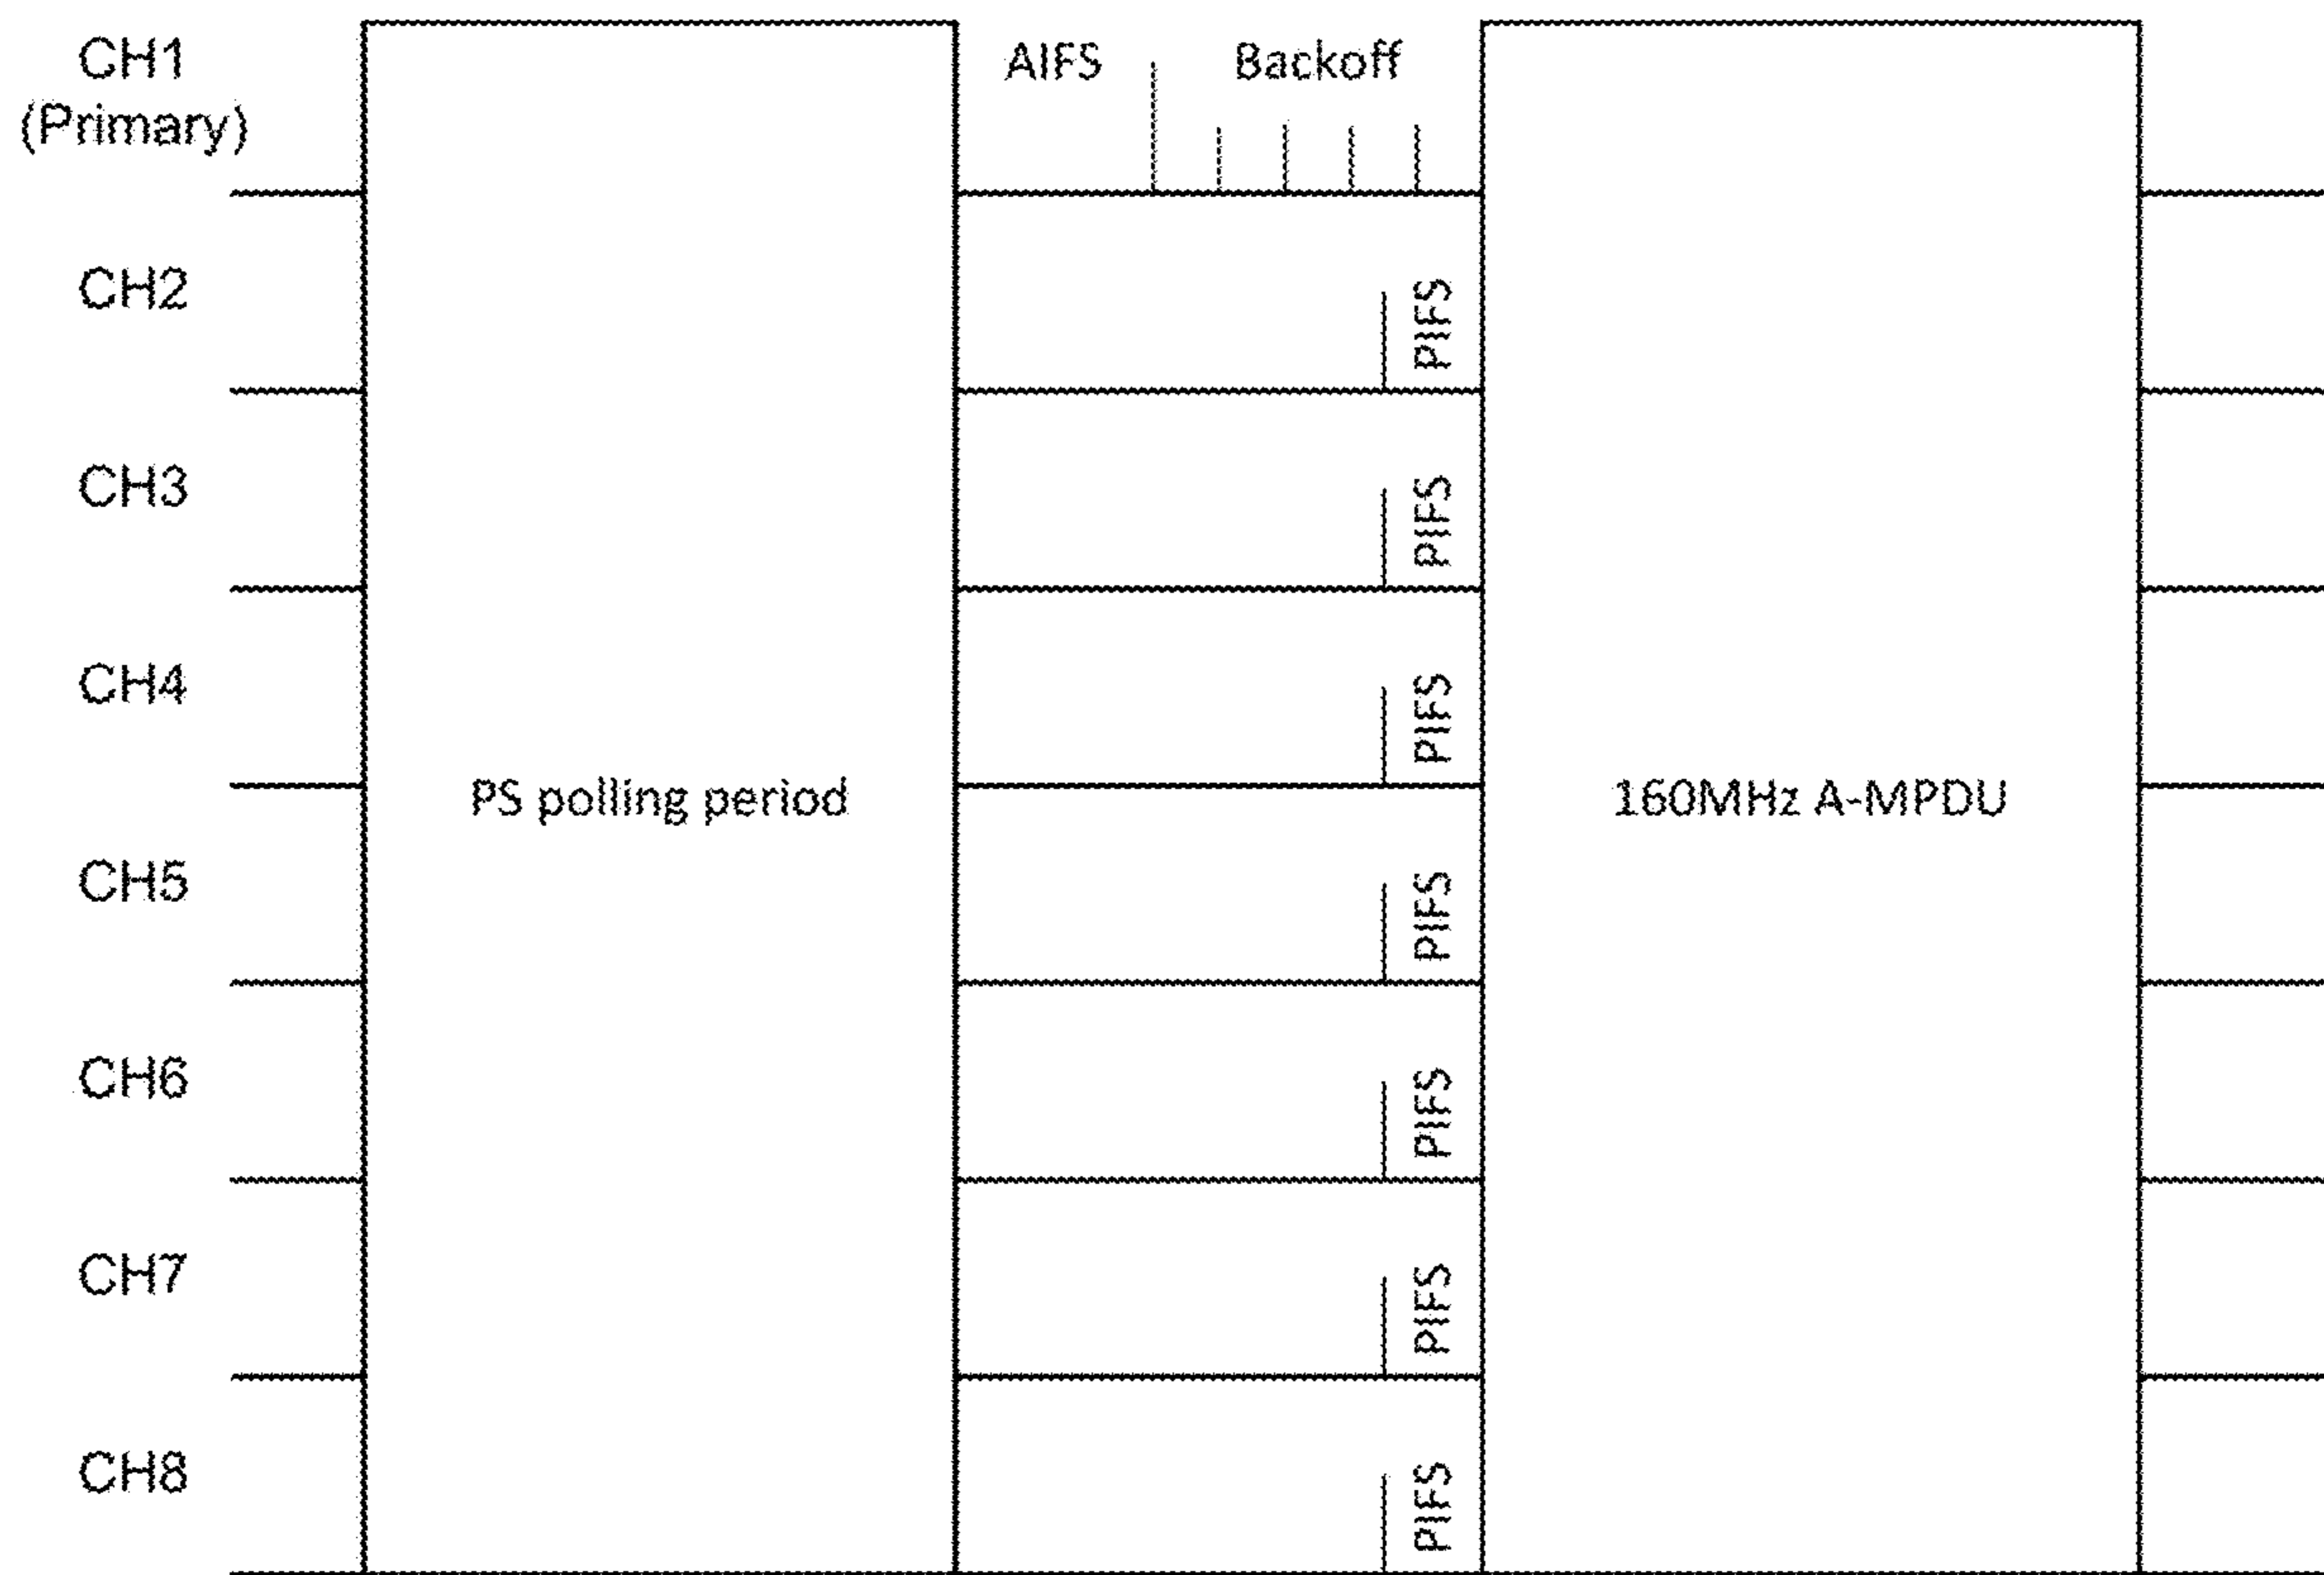 CH1
(Primary)
AIFS
Backoff
CH2
PIFS
CH3
PIFS
CH4
PIFS
PS polling period
160MHz A-MPDU
CH5
PIFS
CH6
PIFS
CH7
PIFS
CH8
PIFS